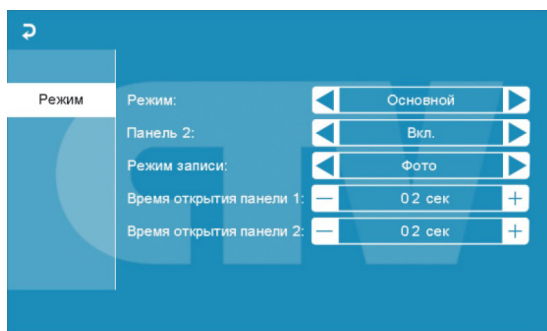 Режим
Режим: Основной
Панель 2: Вкл.
Режим записи: Фото
Время открытия панели 1: — 02 сек +
Время открытия панели 2: — 02 сек +